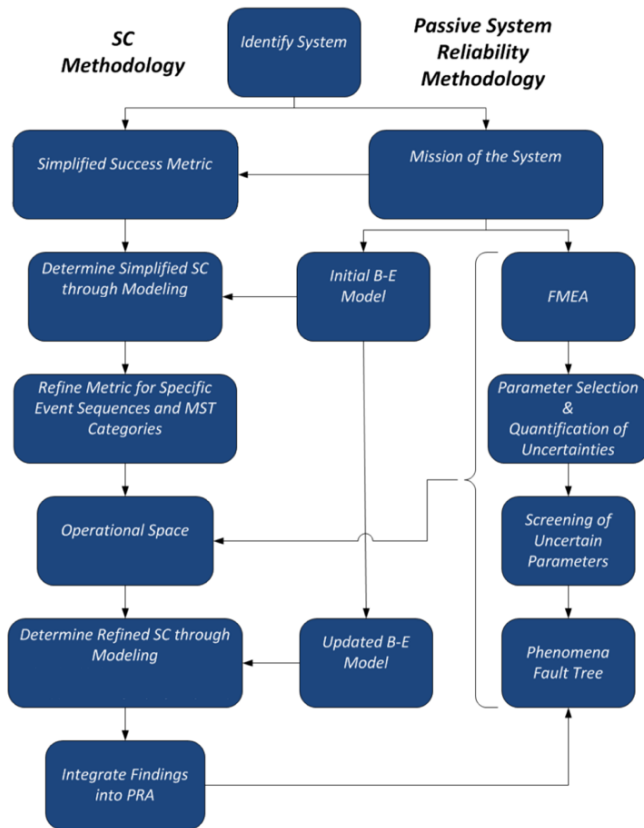 SC
Methodology
Identify System
Passive System
Reliability
Methodology
Simplified Success Metric
Mission of the System
Determine Simplified SC
through Modeling
Initial B-E
Model
FMEA
Refine Metric for Specific
Event Sequences and MST
Categories
Parameter Selection
&
Quantification of
Uncertainties
Operational Space
Screening of
Uncertain
Parameters
Determine Refined SC through
Modeling
Updated B-E
Model
Phenomena
Fault Tree
Integrate Findings
into PRA